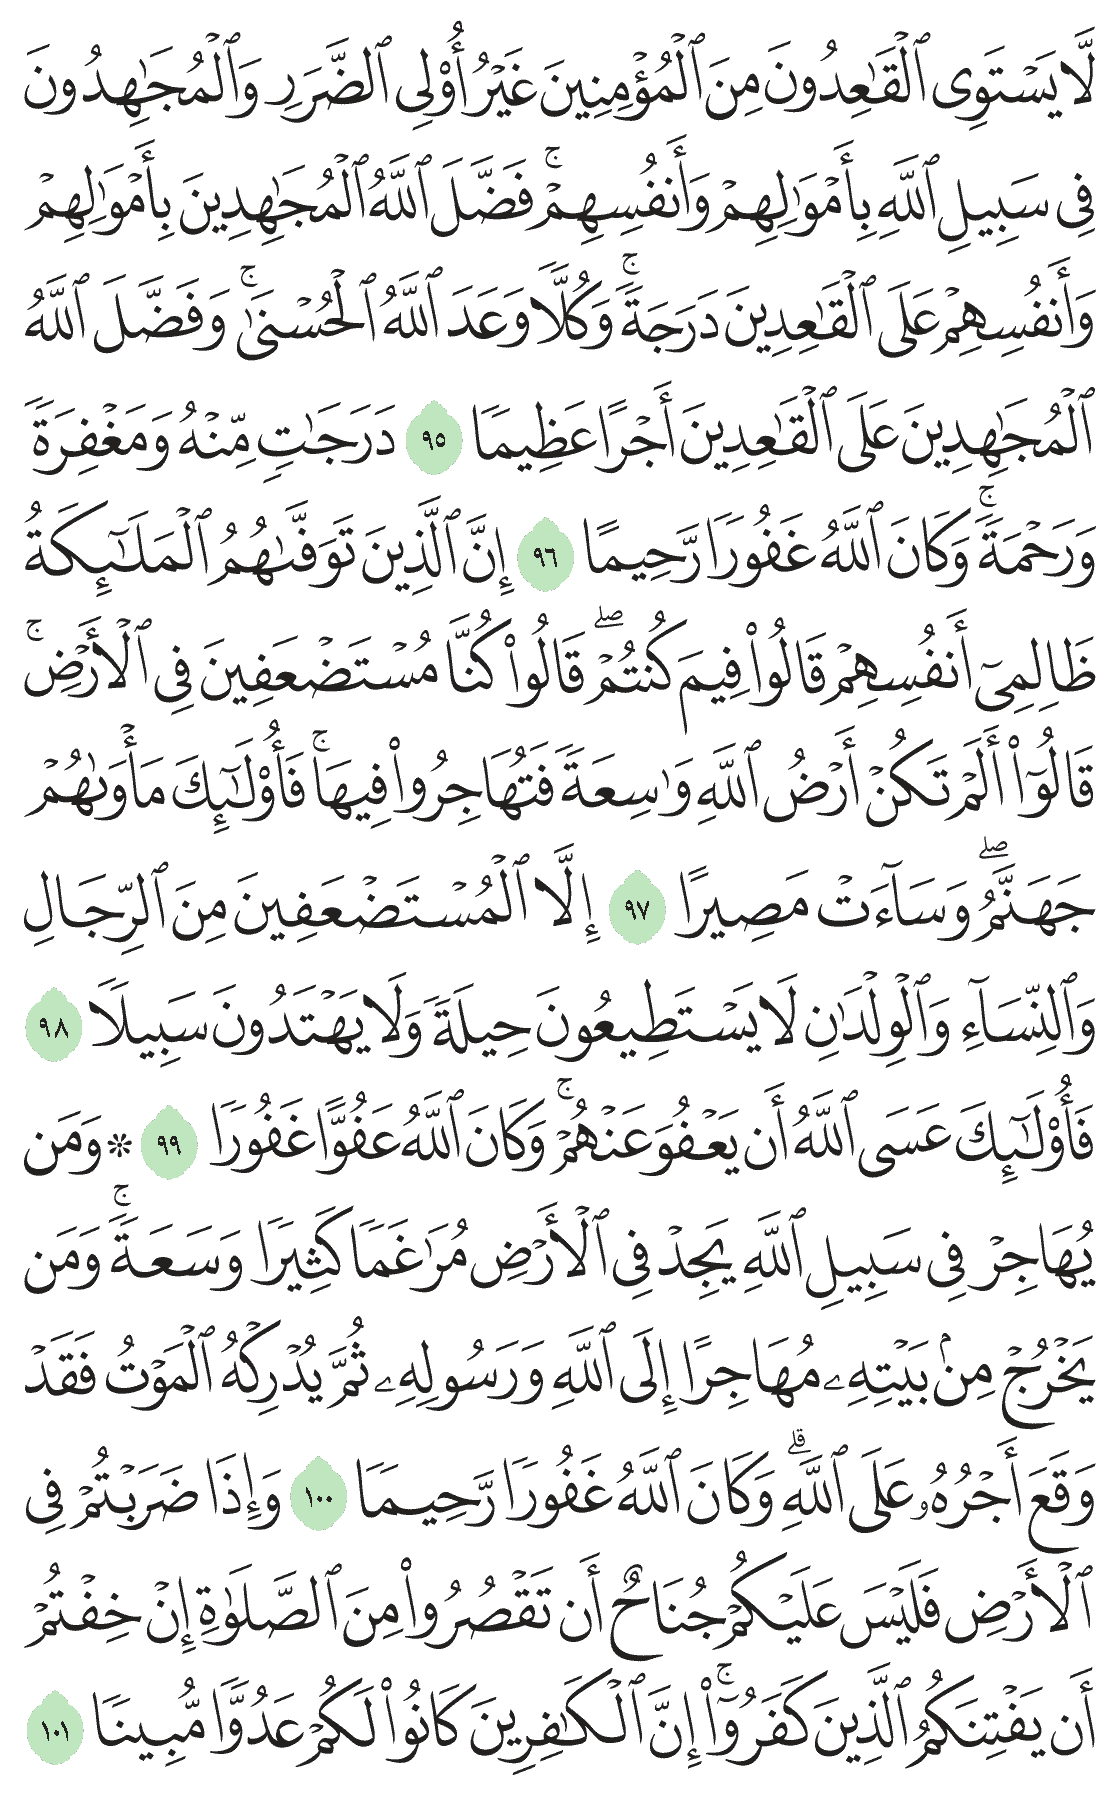 لَّا يَسْتَوِى ٱلْقَـٰعِدُونَ مِنَ ٱلْمُؤْمِنِينَ غَيْرُ أُو۟لِى ٱلضَّرَرِ وَٱلْمُجَـٰهِدُونَ
فِى سَبِيلِ ٱللَّهِ بِأَمْوَٰلِهِمْ وَأَنفُسِهِمْ ۚ فَضَّلَ ٱللَّهُ ٱلْمُجَـٰهِدِينَ بِأَمْوَٰلِهِمْ
وَأَنفُسِهِمْ عَلَى ٱلْقَـٰعِدِينَ دَرَجَةً ۚ وَكُلًّا وَعَدَ ٱللَّهُ ٱلْحُسْنَىٰ ۚ وَفَضَّلَ ٱللَّهُ
ٱلْمُجَـٰهِدِينَ عَلَى ٱلْقَـٰعِدِينَ أَجْرًا عَظِيمًا ٩٥ دَرَجَـٰتٍ مِّنْهُ وَمَغْفِرَةً
وَرَحْمَةً ۚ وَكَانَ ٱللَّهُ غَفُورًا رَّحِيمًا ٩٦ إِنَّ ٱلَّذِينَ تَوَفَّىٰهُمُ ٱلْمَلَـٰٓئِكَةُ
ظَالِمِىٓ أَنفُسِهِمْ قَالُوا۟ فِيمَ كُنتُمْ ۖ قَالُوا۟ كُنَّا مُسْتَضْعَفِينَ فِى ٱلْأَرْضِ ۚ
قَالُوٓا۟ أَلَمْ تَكُنْ أَرْضُ ٱللَّهِ وَٰسِعَةً فَتُهَاجِرُوا۟ فِيهَا ۚ فَأُو۟لَـٰٓئِكَ مَأْوَىٰهُمْ
جَهَنَّمُ ۖ وَسَآءَتْ مَصِيرًا ٩٧ إِلَّا ٱلْمُسْتَضْعَفِينَ مِنَ ٱلرِّجَالِ
وَٱلنِّسَآءِ وَٱلْوِلْدَٰنِ لَا يَسْتَطِيعُونَ حِيلَةً وَلَا يَهْتَدُونَ سَبِيلًا ٩٨
فَأُو۟لَـٰٓئِكَ عَسَى ٱللَّهُ أَن يَعْفُوَ عَنْهُمْ ۚ وَكَانَ ٱللَّهُ عَفُوًّا غَفُورًا ٩٩ * وَمَن
يُهَاجِرْ فِى سَبِيلِ ٱللَّهِ يَجِدْ فِى ٱلْأَرْضِ مُرَٰغَمًا كَثِيرًا وَسَعَةً ۚ وَمَن
يَخْرُجْ مِنۢ بَيْتِهِۦ مُهَاجِرًا إِلَى ٱللَّهِ وَرَسُولِهِۦ ثُمَّ يُدْرِكْهُ ٱلْمَوْتُ فَقَدْ
وَقَعَ أَجْرُهُۥ عَلَى ٱللَّهِ ۗ وَكَانَ ٱللَّهُ غَفُورًا رَّحِيمًا ١٠٠ وَإِذَا ضَرَبْتُمْ فِى
ٱلْأَرْضِ فَلَيْسَ عَلَيْكُمْ جُنَاحٌ أَن تَقْصُرُوا۟ مِنَ ٱلصَّلَوٰةِ إِنْ خِفْتُمْ
أَن يَفْتِنَكُمُ ٱلَّذِينَ كَفَرُوٓا۟ ۚ إِنَّ ٱلْكَـٰفِرِينَ كَانُوا۟ لَكُمْ عَدُوًّا مُّبِينًا ١٠١